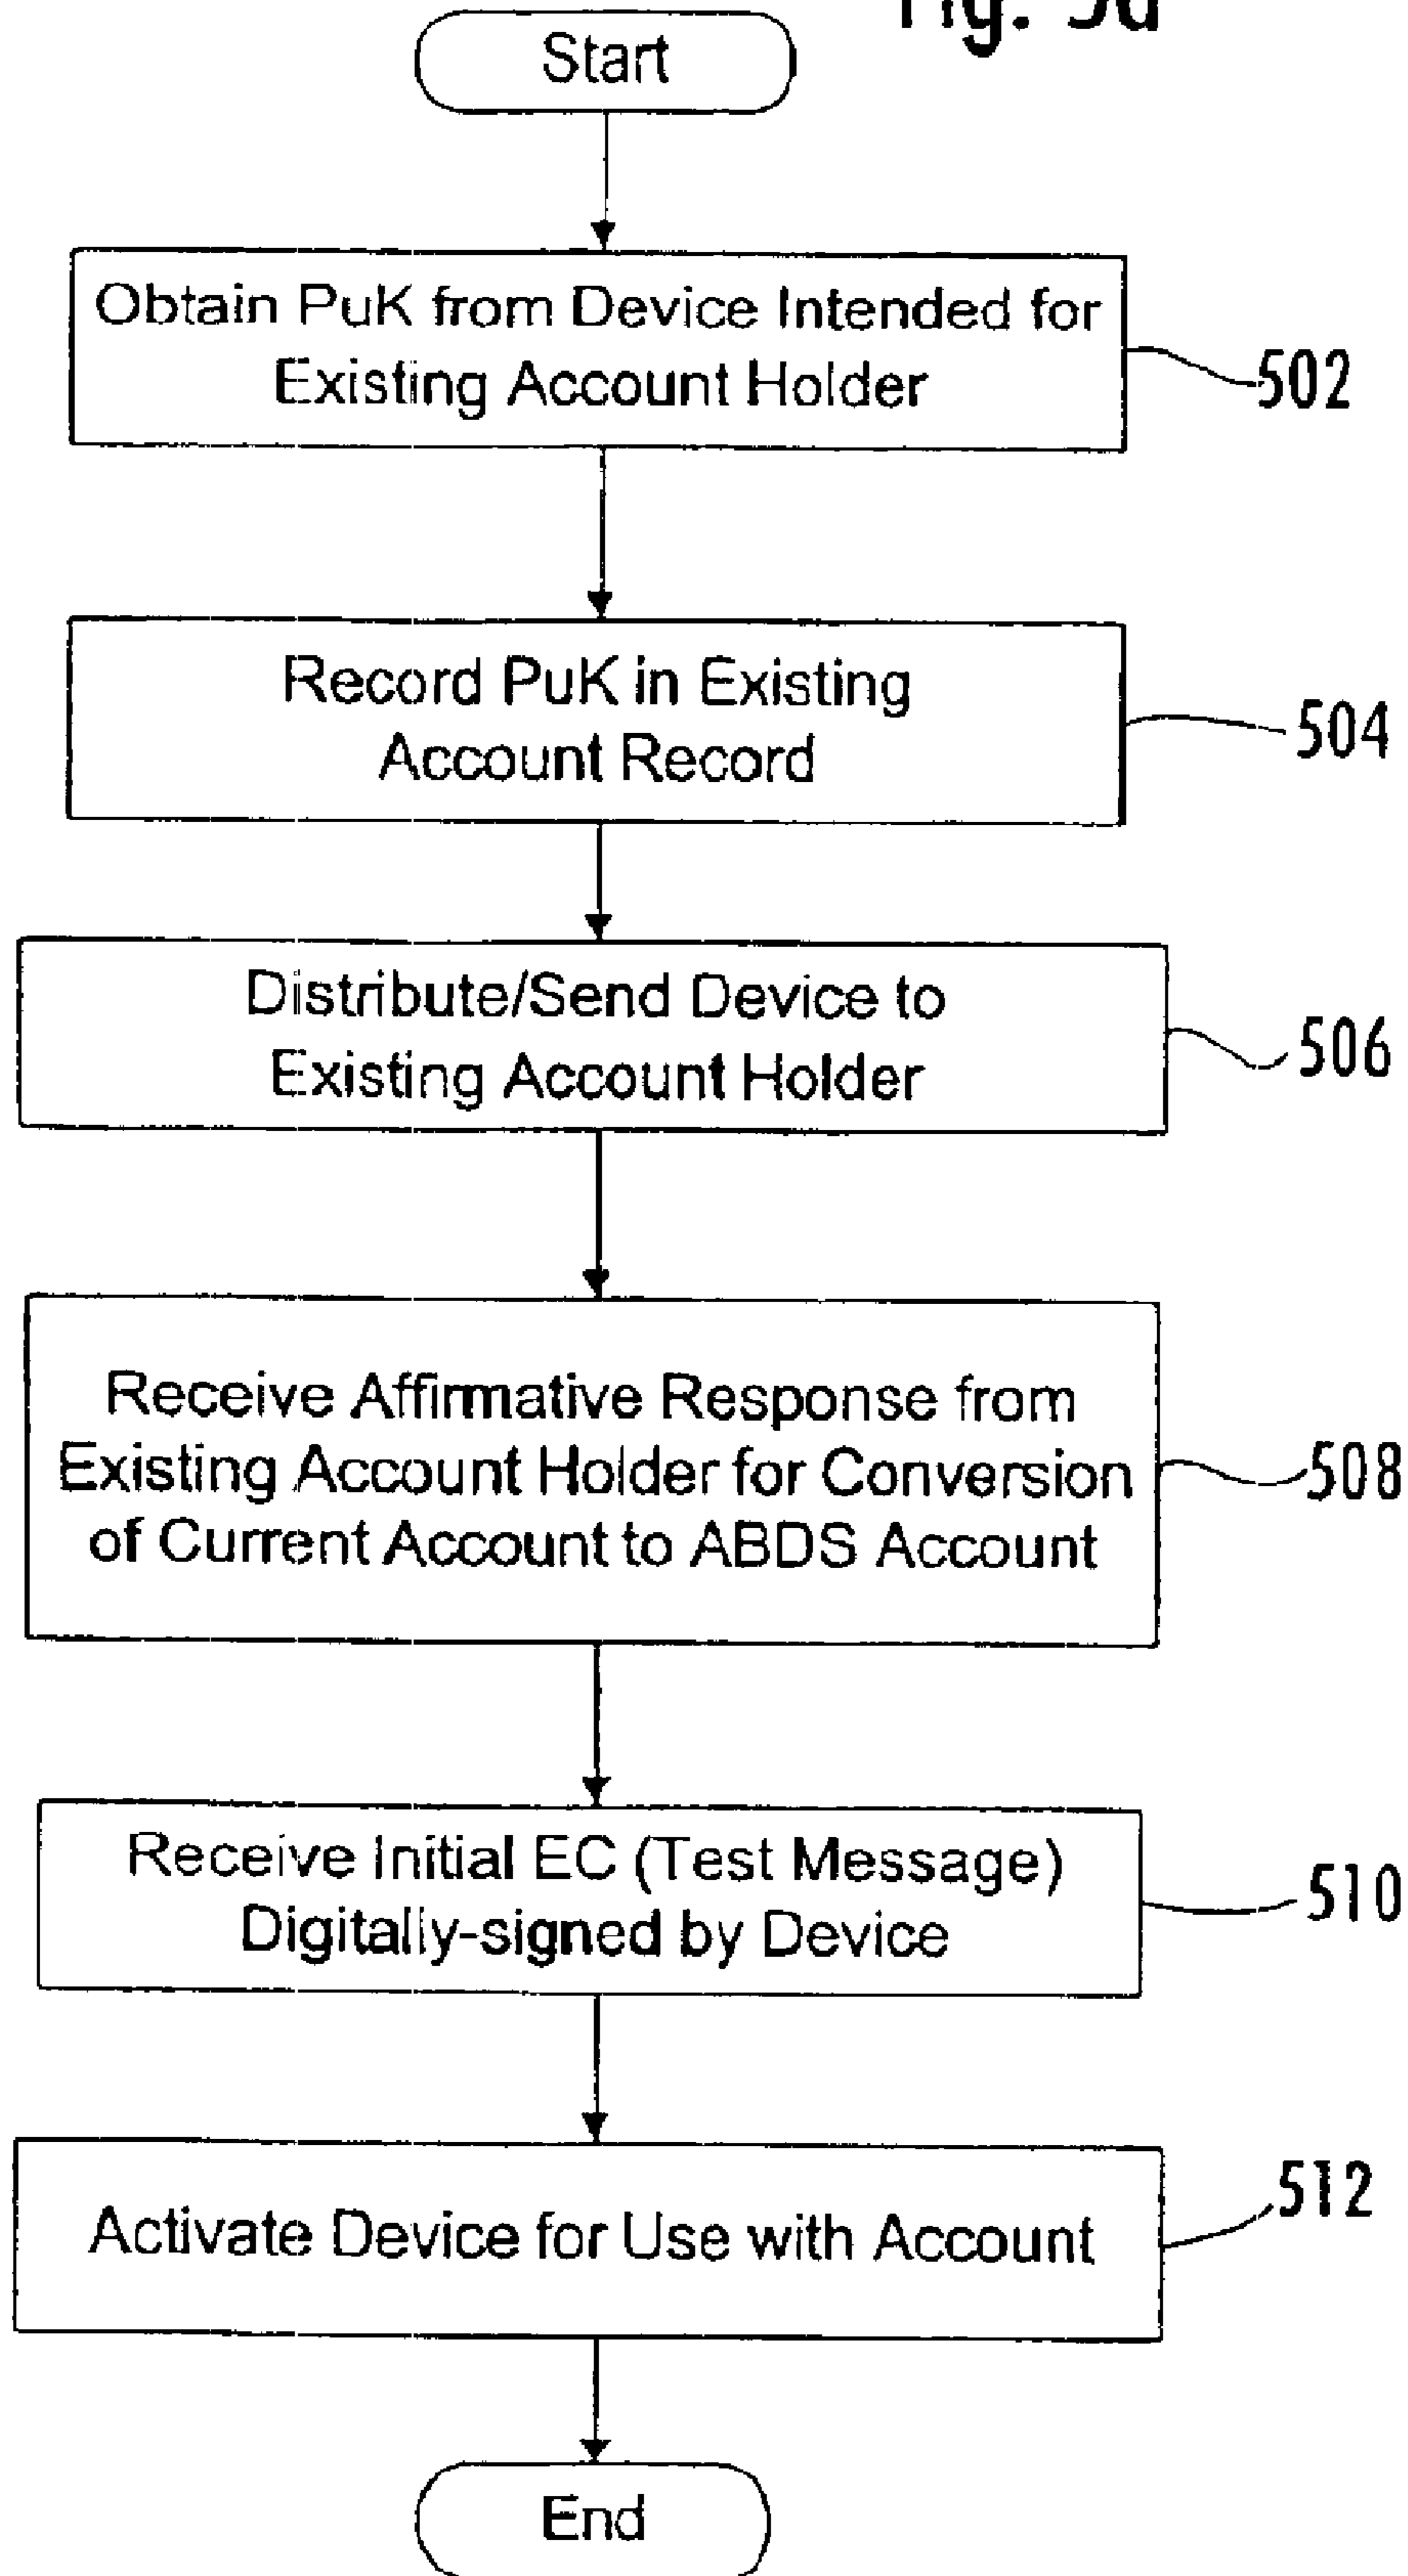 Fig. 5a
Start
Obtain PuK from Device Intended for
Existing Account Holder
502
Record PuK in Existing
Account Record
504
Distribute/Send Device to
Existing Account Holder
506
Receive Affirmative Response from
Existing Account Holder for Conversion
of Current Account to ABDS Account
508
Receive Initial EC (Test Message)
Digitally-signed by Device
510
Activate Device for Use with Account
512
End